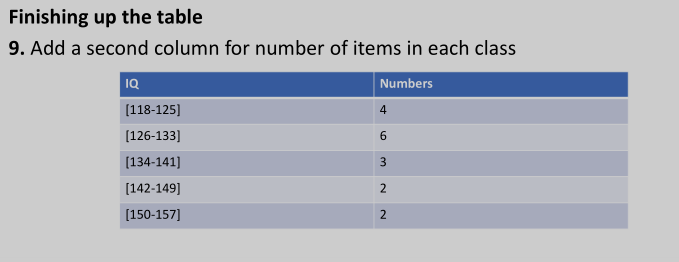 Finishing up the table
9. Add a second column for number of items in each class
IQ Numbers
[118-125] 4
[126-133] 6
[134-141] 3
[142-149] 2
[150-157] 2